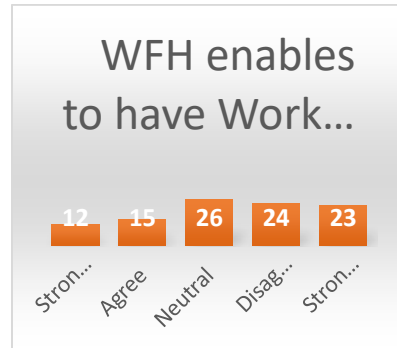 WFH enables
to have Work...
12 15 26 24 23
Stron... Agree Neutral Disag... Stron...